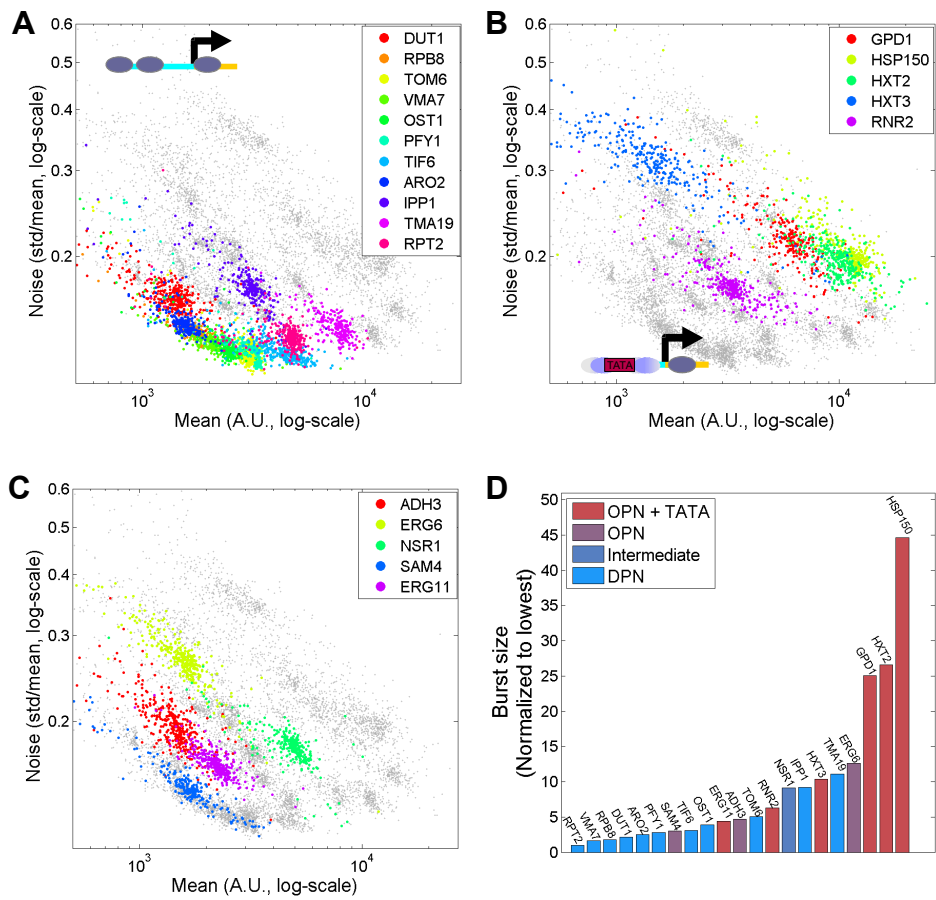 A
0.6
0.5
0.4
0.3
0.2
Noise (std/mean, log-scale)
10³
10⁴
Mean (A.U., log-scale)
DUT1
RPB8
TOM6
VMA7
OST1
PFY1
TIF6
ARO2
IPP1
TMA19
RPT2
B
0.6
0.5
0.4
0.3
0.2
Noise (std/mean, log-scale)
10³
10⁴
Mean (A.U., log-scale)
GPD1
HSP150
HXT2
HXT3
RNR2
TATA
C
0.6
0.5
0.4
0.3
0.2
Noise (std/mean, log-scale)
10³
10⁴
Mean (A.U., log-scale)
ADH3
ERG6
NSR1
SAM4
ERG11
D
50
45
40
35
30
25
20
15
10
5
0
Burst size
(Normalized to lowest)
OPN + TATA
OPN
Intermediate
DPN
RPT2
VMA7
RPB8
DUT1
ARO2
PFY1
SAM4
TIF6
OST1
ERG11
ADH3
TOM6
RNR2
NSR1
IPP1
HXT3
TMA19
ERG6
GPD1
HXT2
HSP150